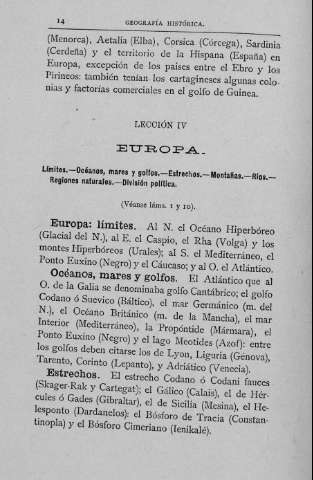 14 GEOGRAFÍA HISTÓRICA.
(Menorca), Aetalia (Elba), Corsica (Córcega), Sardinia
(Cerdeña) y el territorio de la Hispana (España) en
Europa, excepción de los países entre el Ebro y los
Pirineos: también tenían los cartagineses algunas colo-
nias y factorías comerciales en el golfo de Guinea.
LECCIÓN IV
EUROPA.
Límites.—Océanos, mares y golfos.—Estrechos.—Montañas.—Ríos.—
Regiones naturales.—División política.
(Véanse láms. 1 y 10).
Europa: límites. Al N. el Océano Hiperbóreo
(Glacial del N.), al E. el Caspio, el Rha (Volga) y los
montes Hiperbóreos (Urales); al S. el Mediterráneo, el
Ponto Euxino (Negro) y el Cáucaso; y al O. el Atlántico.
Océanos, mares y golfos. El Atlántico que al
O. de la Galia se denominaba golfo Cantábrico; el golfo
Codano ó Suevico (Báltico), el mar Germánico (m. del
N.), el Océano Británico (m. de la Mancha), el mar
Interior (Mediterráneo), la Propóntide (Mármara), el
Ponto Euxino (Negro) y el lago Meotides (Azof): entre
los golfos deben citarse los de Lyon, Liguria (Génova),
Tarento, Corinto (Lepanto), y Adriático (Venecia).
Estrechos. El estrecho Codano ó Codani fauces
(Skager-Rak y Cartegat); el Gálico (Calais), el de Hér-
cules ó Gades (Gibraltar), el de Sicilia (Mesina), el He-
lesponto (Dardanelos): el Bósforo de Tracia (Constan-
tinopla) y el Bósforo Cimeriano (Ienikalé).